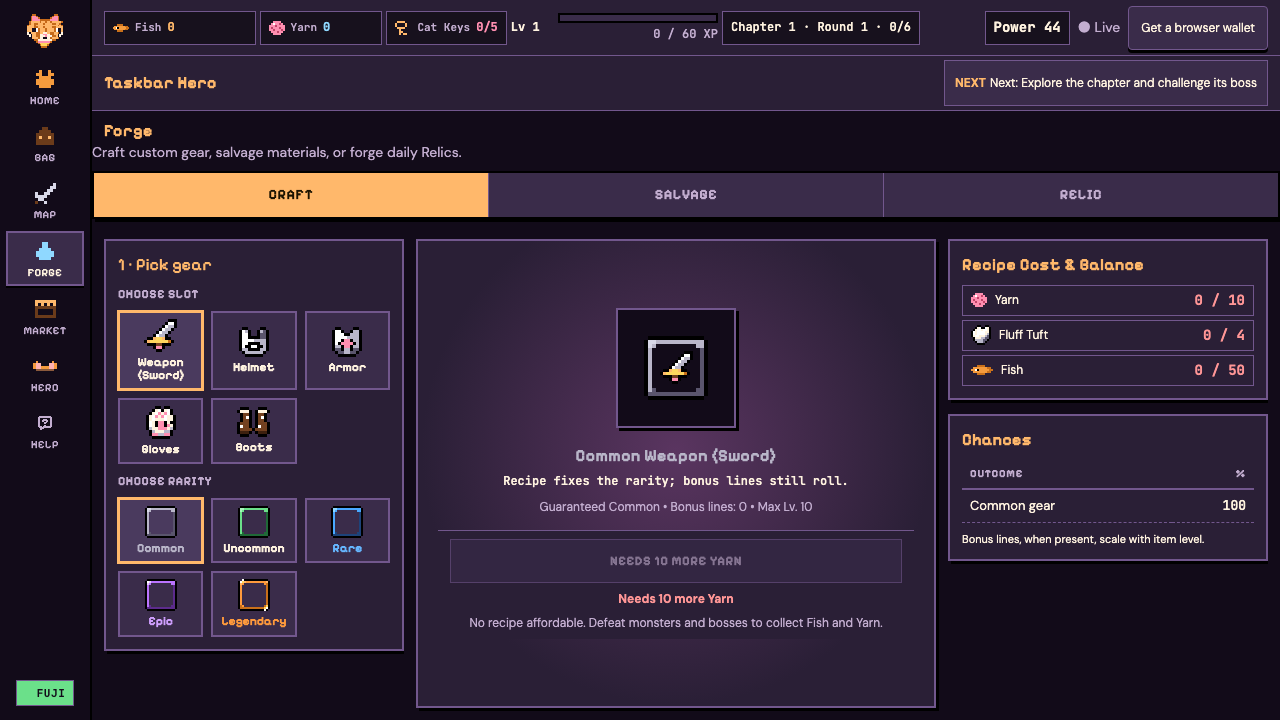 Fish 0
Yarn 0
Cat Keys 0/5
Lv 1
0 / 60 XP
Chapter 1 · Round 1 · 0/6
Power 44
Live
Get a browser wallet
HOME
BAG
MAP
FORGE
MARKET
HERO
HELP
FUJI
Taskbar Hero
NEXT Next: Explore the chapter and challenge its boss
Forge
Craft custom gear, salvage materials, or forge daily Relics.
CRAFT
SALVAGE
RELIC
1 · Pick gear
CHOOSE SLOT
Weapon
(Sword)
Helmet
Armor
Gloves
Boots
CHOOSE RARITY
Common
Uncommon
Rare
Epic
Legendary
Common Weapon (Sword)
Recipe fixes the rarity; bonus lines still roll.
Guaranteed Common • Bonus lines: 0 • Max Lv. 10
NEEDS 10 MORE YARN
Needs 10 more Yarn
No recipe affordable. Defeat monsters and bosses to collect Fish and Yarn.
Recipe Cost & Balance
Yarn 0 / 10
Fluff Tuft 0 / 4
Fish 0 / 50
Chances
OUTCOME %
Common gear 100
Bonus lines, when present, scale with item level.